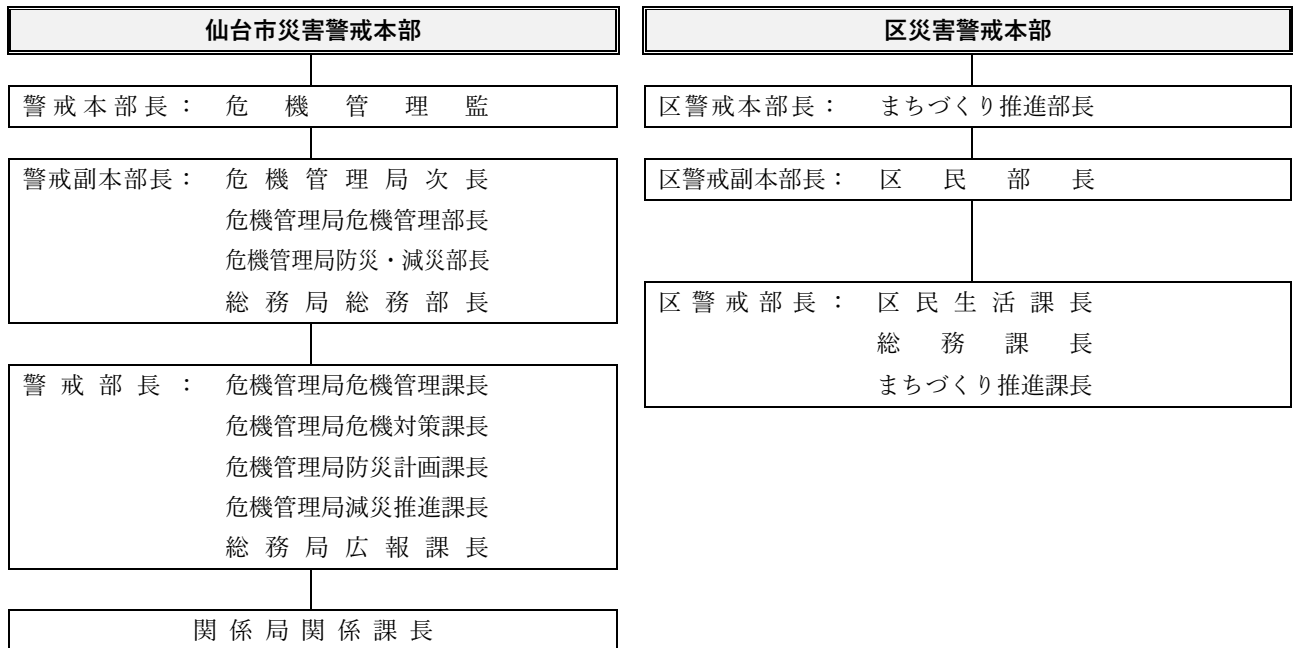 仙台市災害警戒本部
警戒本部長： 危機管理監
警戒副本部長： 危機管理局次長
危機管理局危機管理部長
危機管理局防災・減災部長
総務局総務部長
警戒部長： 危機管理局危機管理課長
危機管理局危機対策課長
危機管理局防災計画課長
危機管理局減災推進課長
総務局広報課長
関係局関係課長
区災害警戒本部
区警戒本部長： まちづくり推進部長
区警戒副本部長： 区民部長
区警戒部長： 区民生活課長
総務課長
まちづくり推進課長